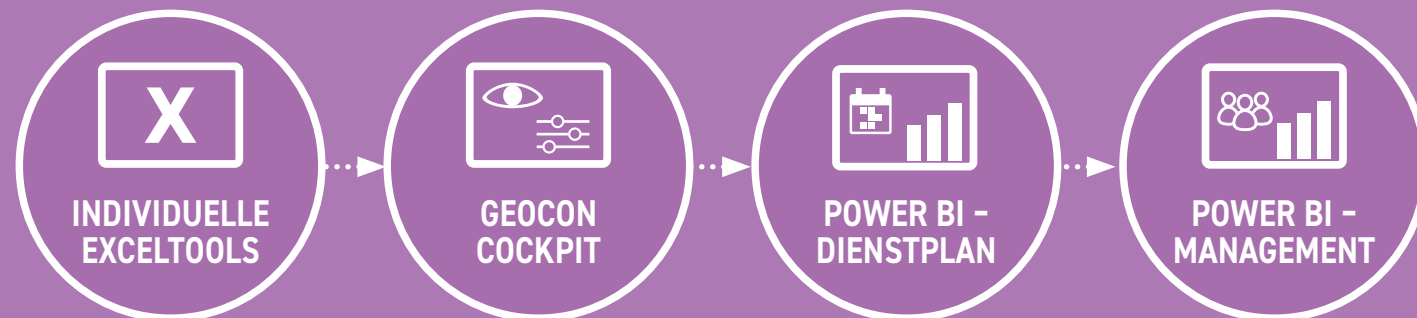 X
INDIVIDUELLE
EXCELTOOLS
GEOCON
COCKPIT
POWER BI –
DIENSTPLAN
POWER BI –
MANAGEMENT